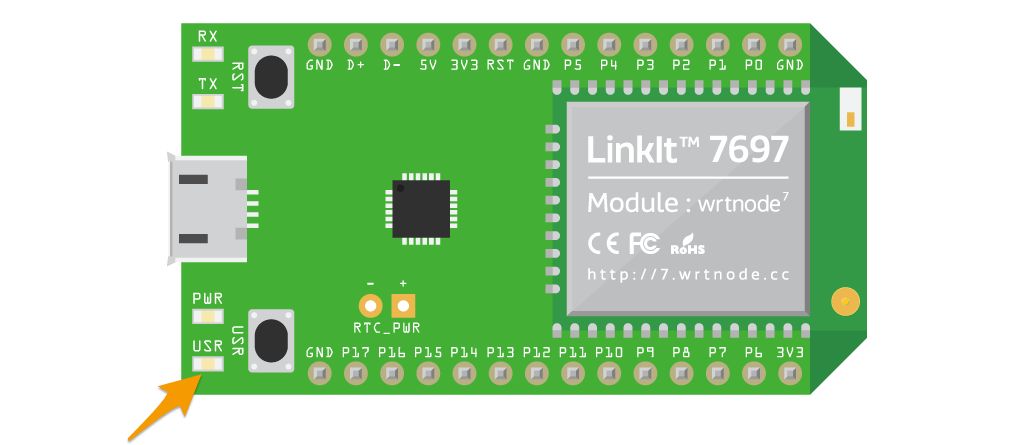 RX
TX
RST
GND D+ D- 5V 3V3 RST GND P5 P4 P3 P2 P1 P0 GND
LinkIt™ 7697
Module : wrtnode7
CE FC RoHS
http://7.wrtnode.cc
- +
RTC_PWR
PWR
USR
USR
GND P17 P16 P15 P14 P13 P12 P11 P10 P9 P8 P7 P6 3V3